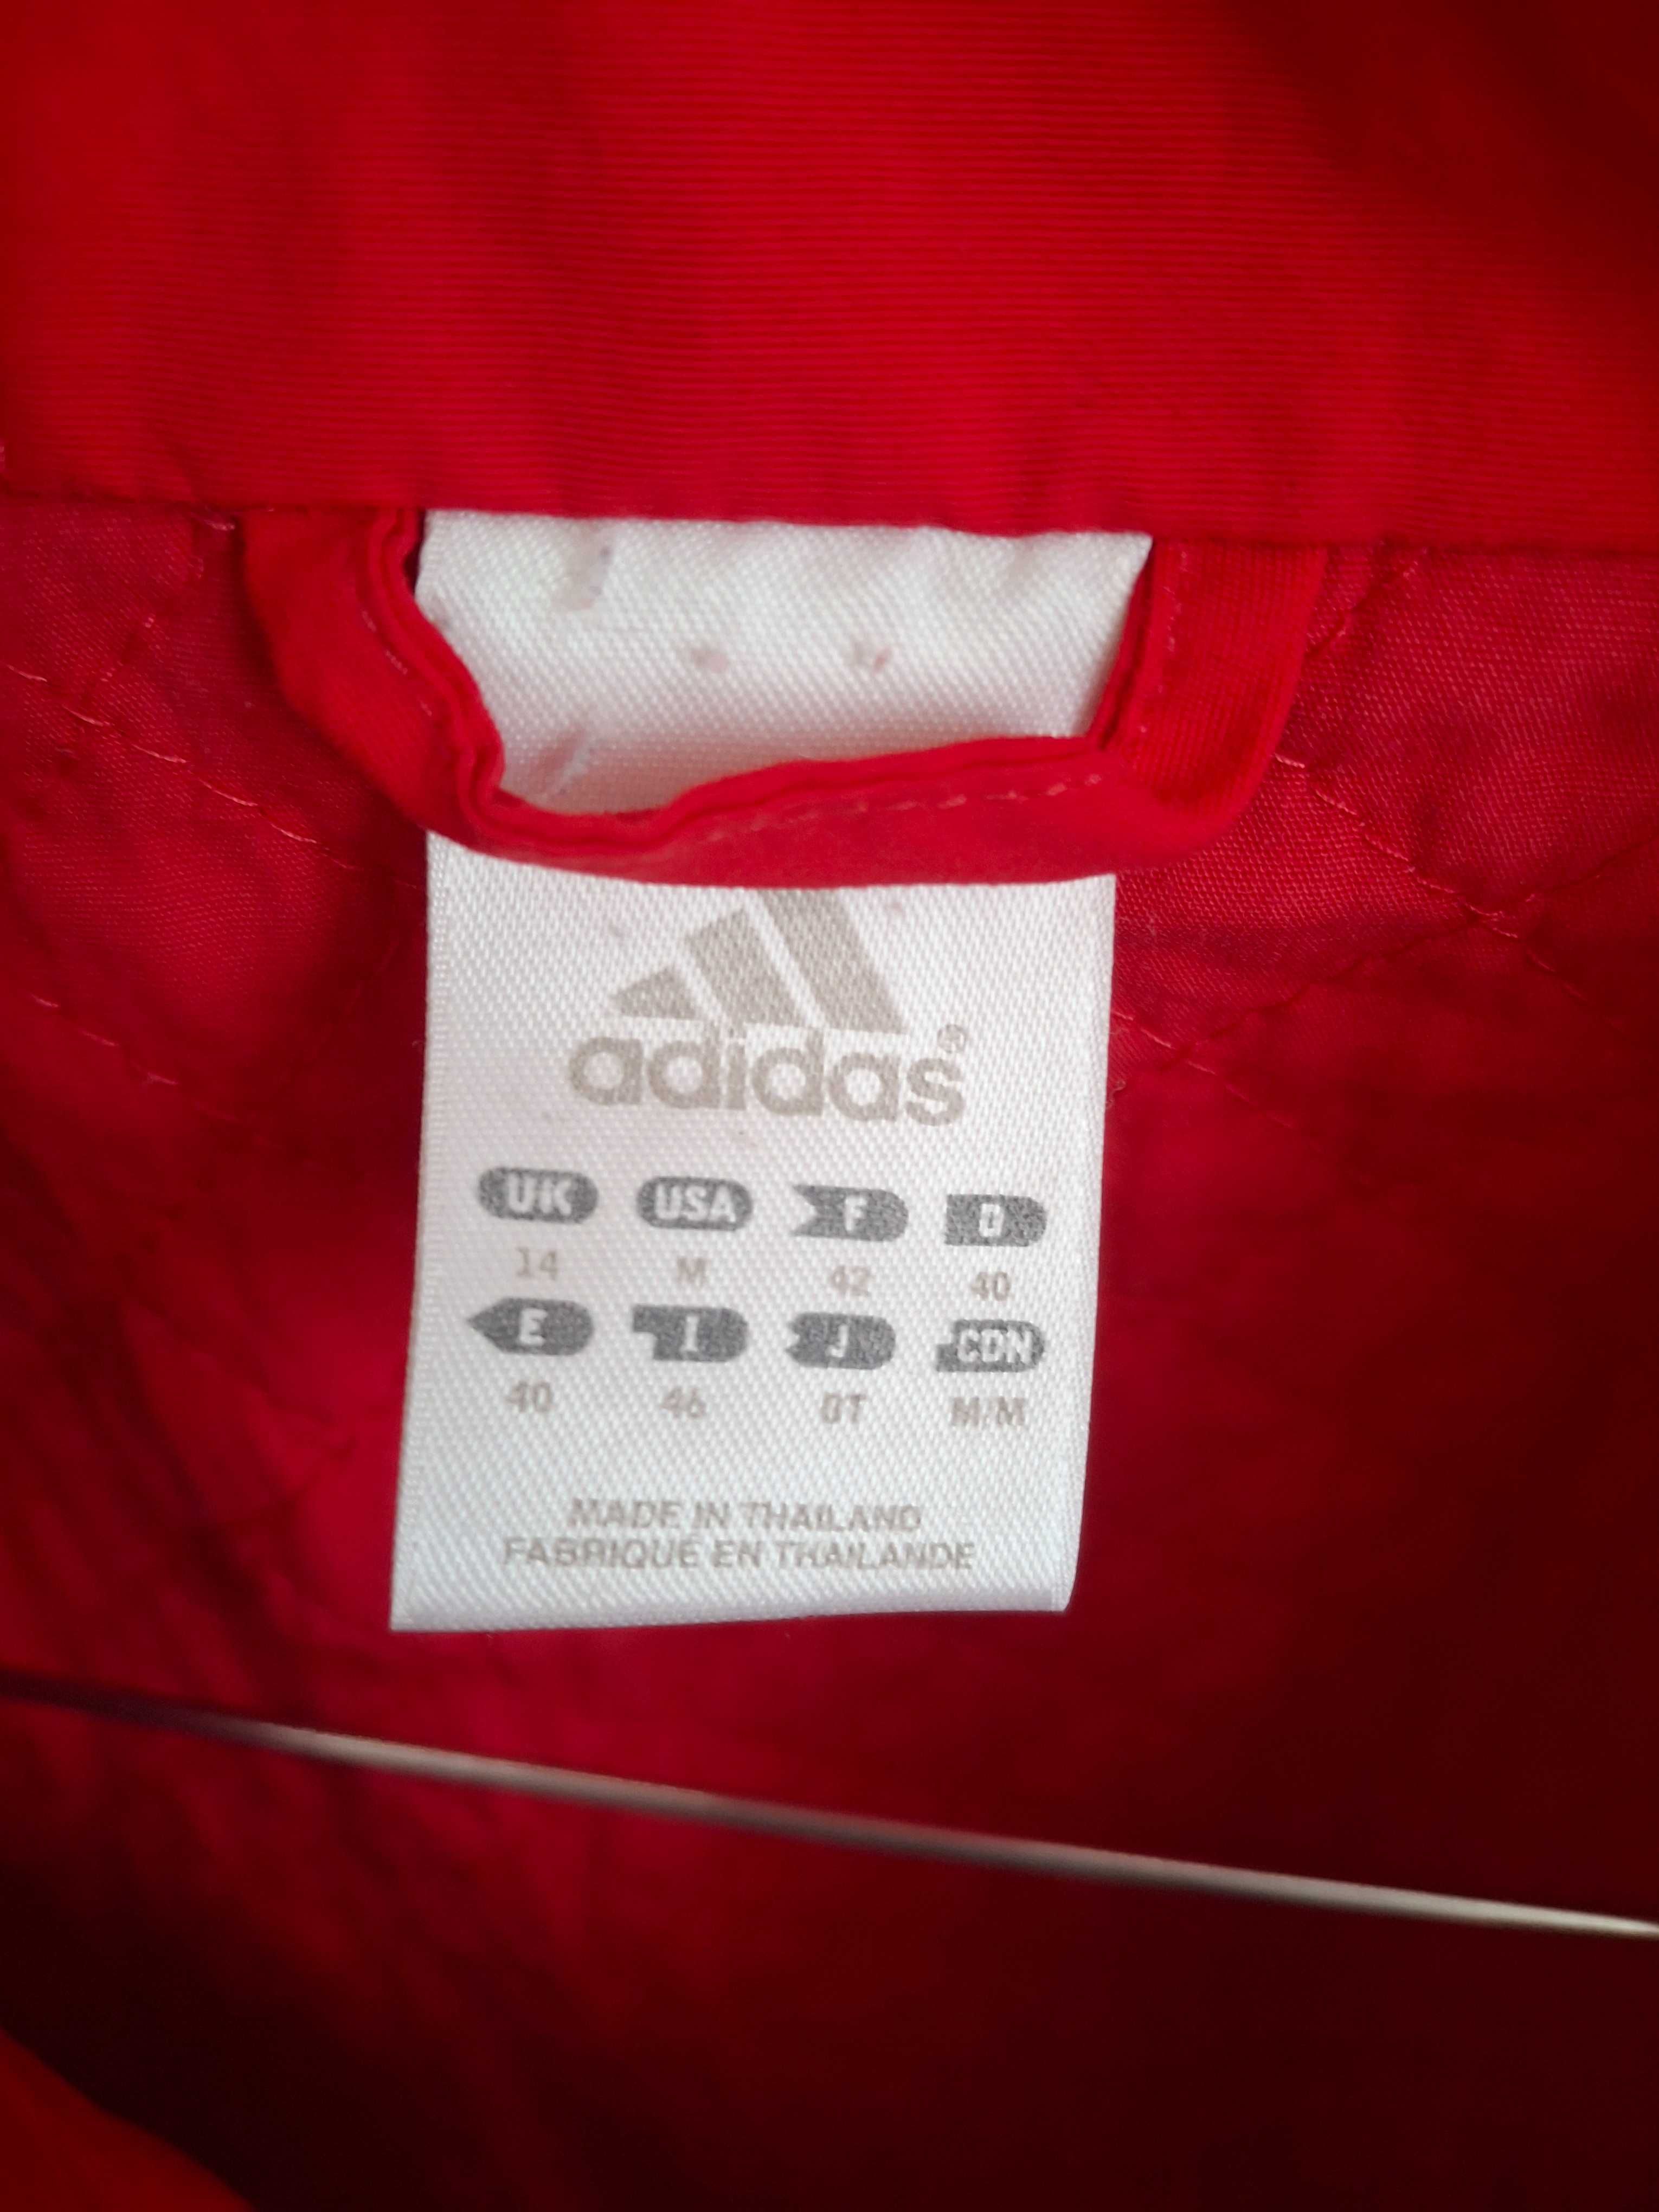 adidas®
UK USA F D
14 M 42 40
E I J CDN
40 46 OT M/M
MADE IN THAILAND
FABRIQUÉ EN THAILANDE